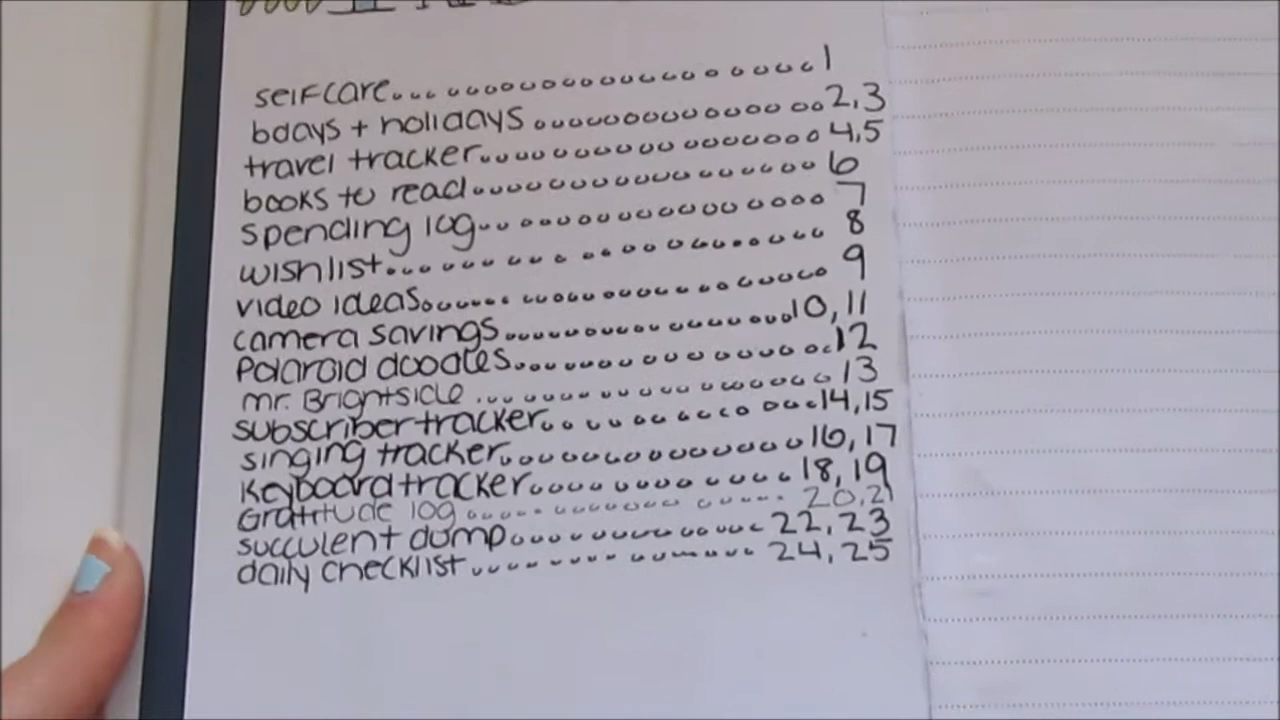 selfcare.......................1
bdays + holidays.......................2,3
travel tracker.......................4,5
books to read.......................6
spending log.......................7
wishlist.......................8
video ideas.......................9
camera savings.......................10, 11
Polaroid doodles.......................12
mr. Brightside.......................13
subscriber tracker.......................14,15
singing tracker.......................16, 17
Keyboard tracker.......................18, 19
Gratitude log.......................20,21
succulent dump.......................22, 23
daily checklist.......................24, 25